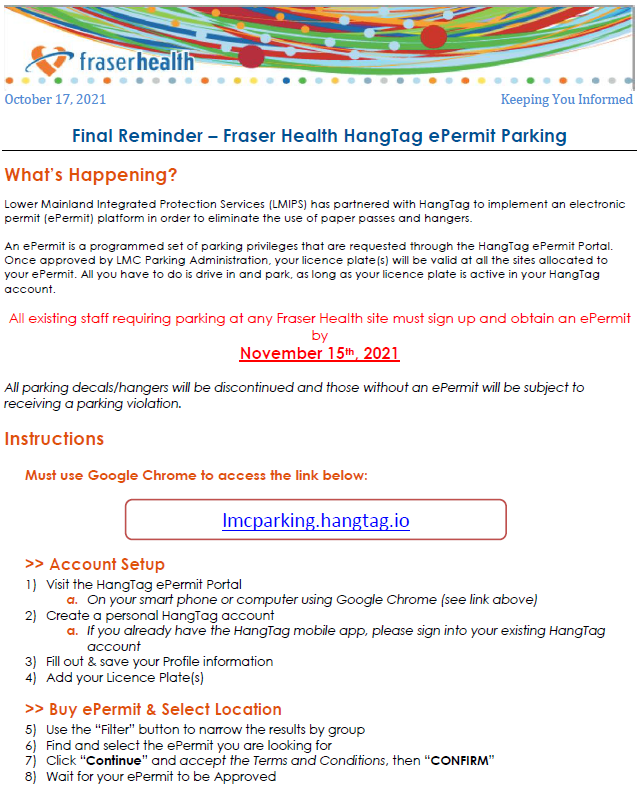 fraserhealth
October 17, 2021
Keeping You Informed
Final Reminder – Fraser Health HangTag ePermit Parking
What's Happening?
Lower Mainland Integrated Protection Services (LMIPS) has partnered with HangTag to implement an electronic
permit (ePermit) platform in order to eliminate the use of paper passes and hangers.
An ePermit is a programmed set of parking privileges that are requested through the HangTag ePermit Portal.
Once approved by LMC Parking Administration, your licence plate(s) will be valid at all the sites allocated to
your ePermit. All you have to do is drive in and park, as long as your licence plate is active in your HangTag
account.
All existing staff requiring parking at any Fraser Health site must sign up and obtain an ePermit
by
November 15th, 2021
All parking decals/hangers will be discontinued and those without an ePermit will be subject to
receiving a parking violation.
Instructions
Must use Google Chrome to access the link below:
lmcparking.hangtag.io
>> Account Setup
1) Visit the HangTag ePermit Portal
a. On your smart phone or computer using Google Chrome (see link above)
2) Create a personal HangTag account
a. If you already have the HangTag mobile app, please sign into your existing HangTag
account
3) Fill out & save your Profile information
4) Add your Licence Plate(s)
>> Buy ePermit & Select Location
5) Use the “Filter” button to narrow the results by group
6) Find and select the ePermit you are looking for
7) Click “Continue” and accept the Terms and Conditions, then “CONFIRM”
8) Wait for your ePermit to be Approved